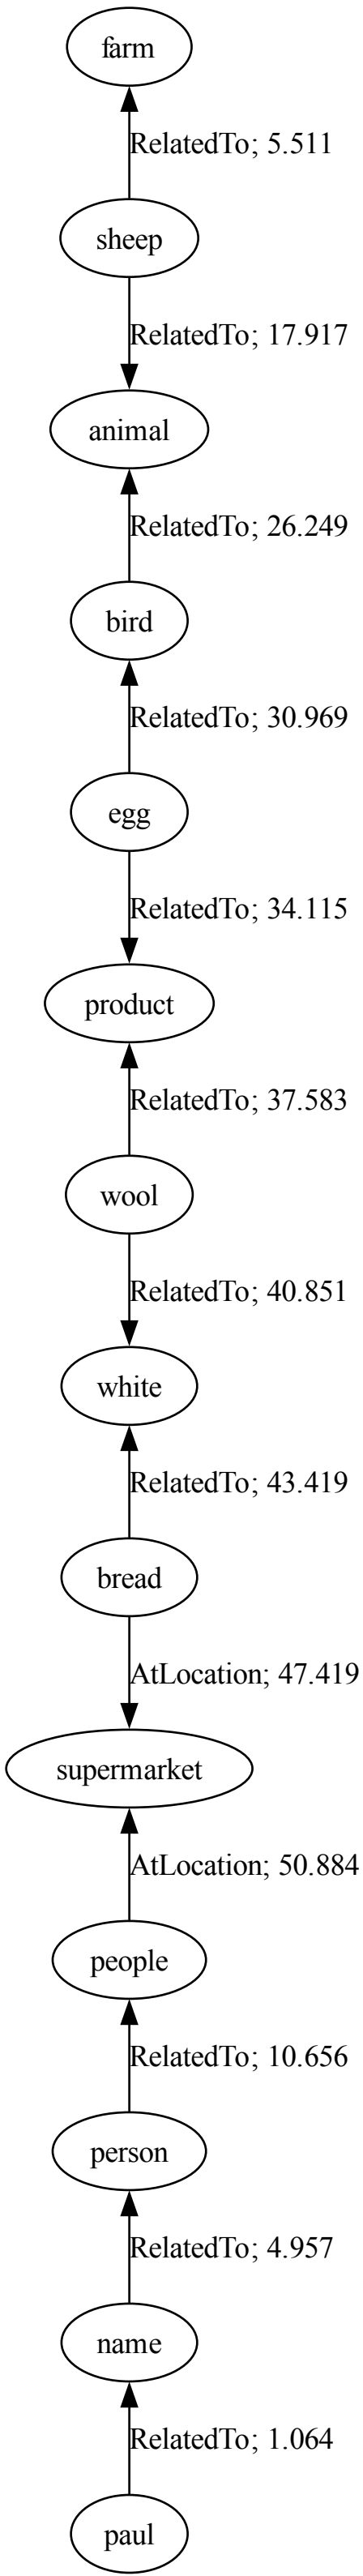 farm
RelatedTo; 5.511
sheep
RelatedTo; 17.917
animal
RelatedTo; 26.249
bird
RelatedTo; 30.969
egg
RelatedTo; 34.115
product
RelatedTo; 37.583
wool
RelatedTo; 40.851
white
RelatedTo; 43.419
bread
AtLocation; 47.419
supermarket
AtLocation; 50.884
people
RelatedTo; 10.656
person
RelatedTo; 4.957
name
RelatedTo; 1.064
paul